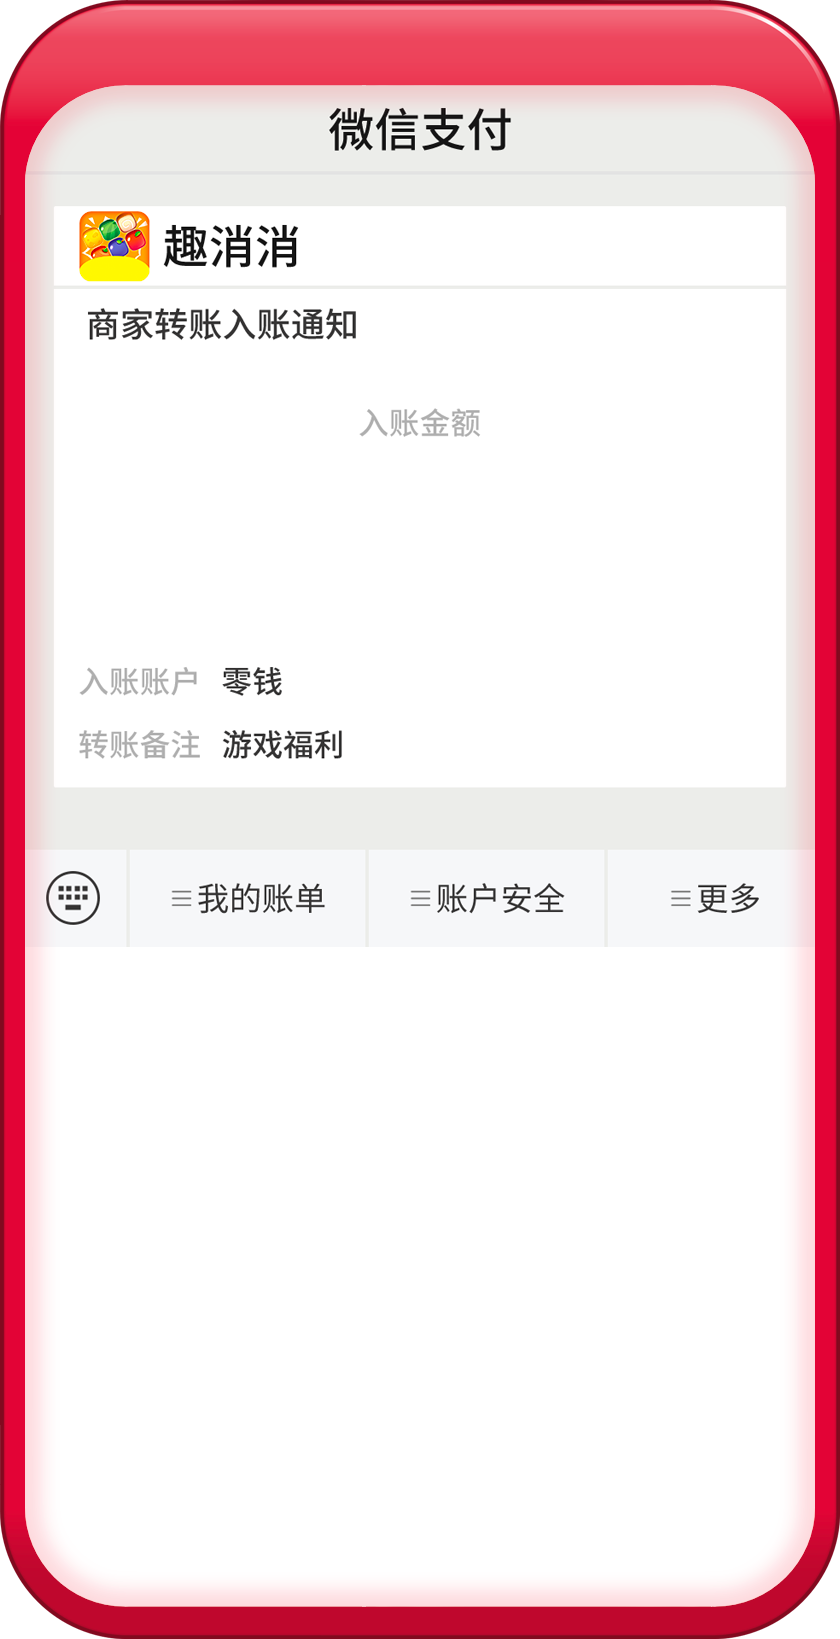 微信支付
趣消消
商家转账入账通知
入账金额
入账账户 零钱
转账备注 游戏福利
我的账单 账户安全 更多